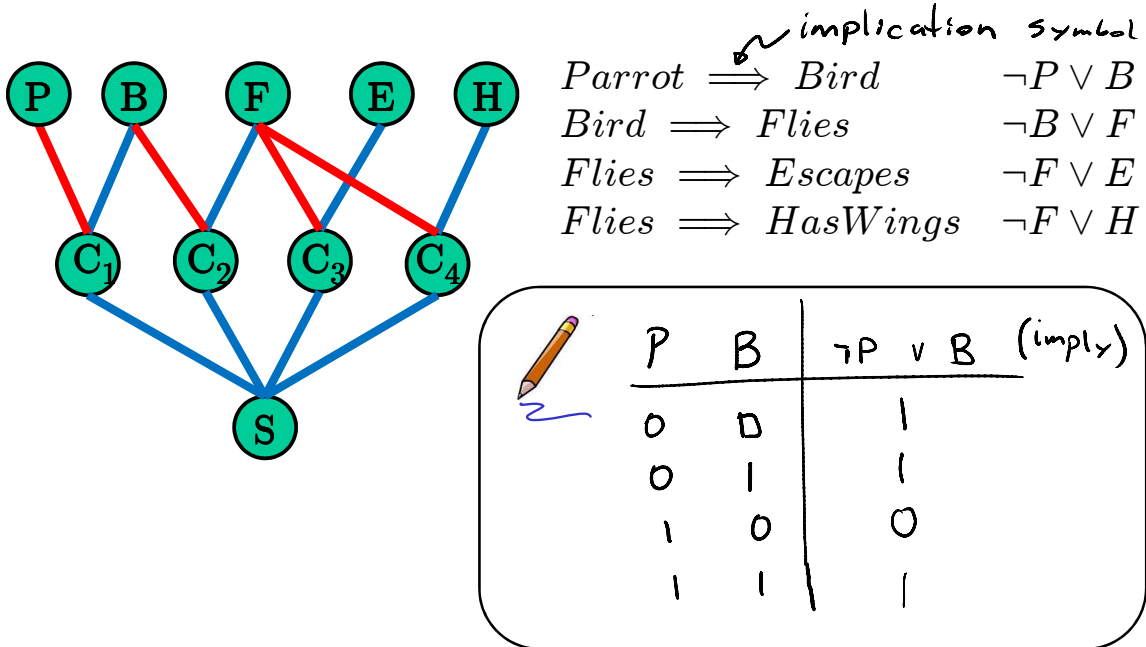 implication symbol
P B F E H
Parrot ⟹ Bird ¬P ∨ B
Bird ⟹ Flies ¬B ∨ F
Flies ⟹ Escapes ¬F ∨ E
Flies ⟹ HasWings ¬F ∨ H
C₁ C₂ C₃ C₄
S
P B ¬P ∨ B (imply)
0 0 1
0 1 1
1 0 0
1 1 1